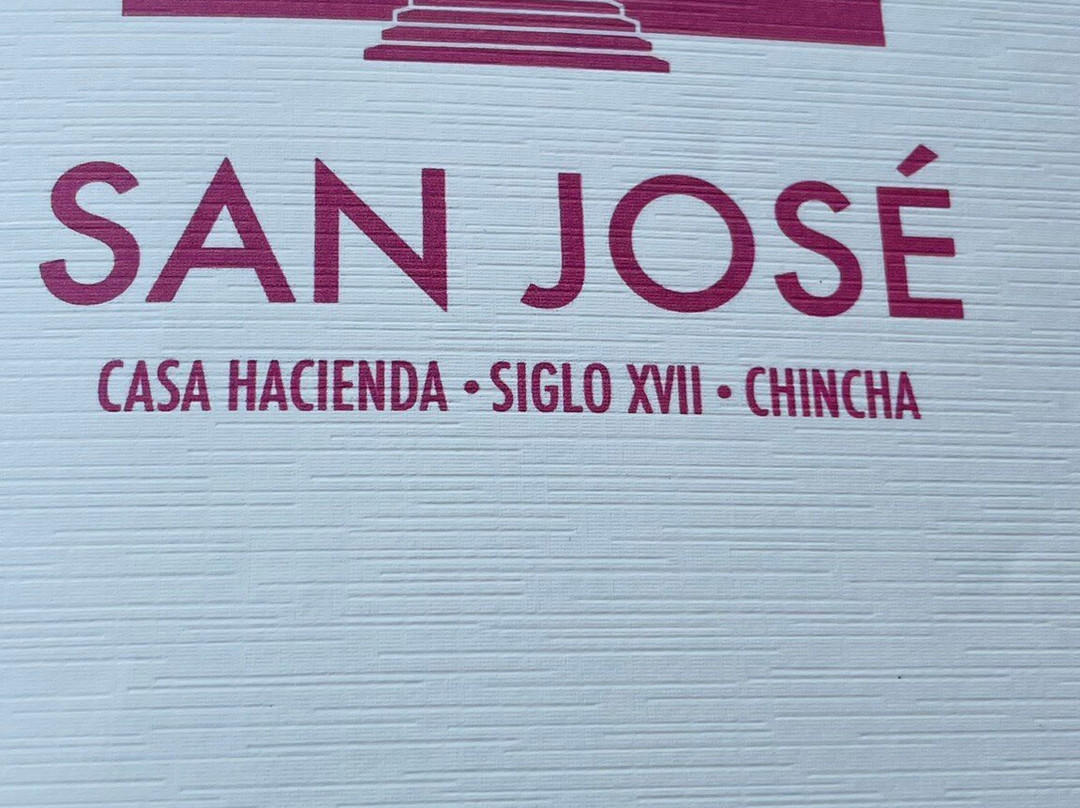 SAN JOSÉ
CASA HACIENDA • SIGLO XVII • CHINCHA